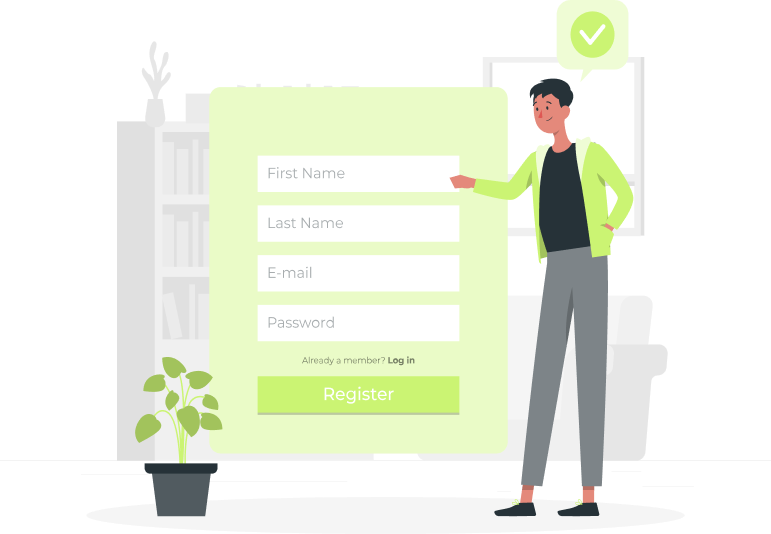 First Name
Last Name
E-mail
Password
Already a member? Log in
Register